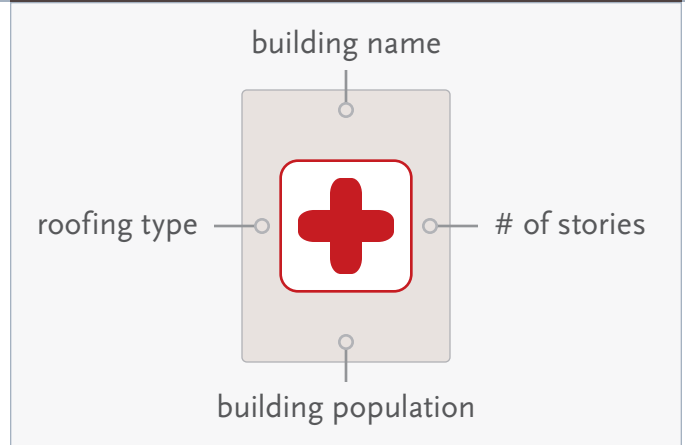 building name
roofing type
# of stories
building population